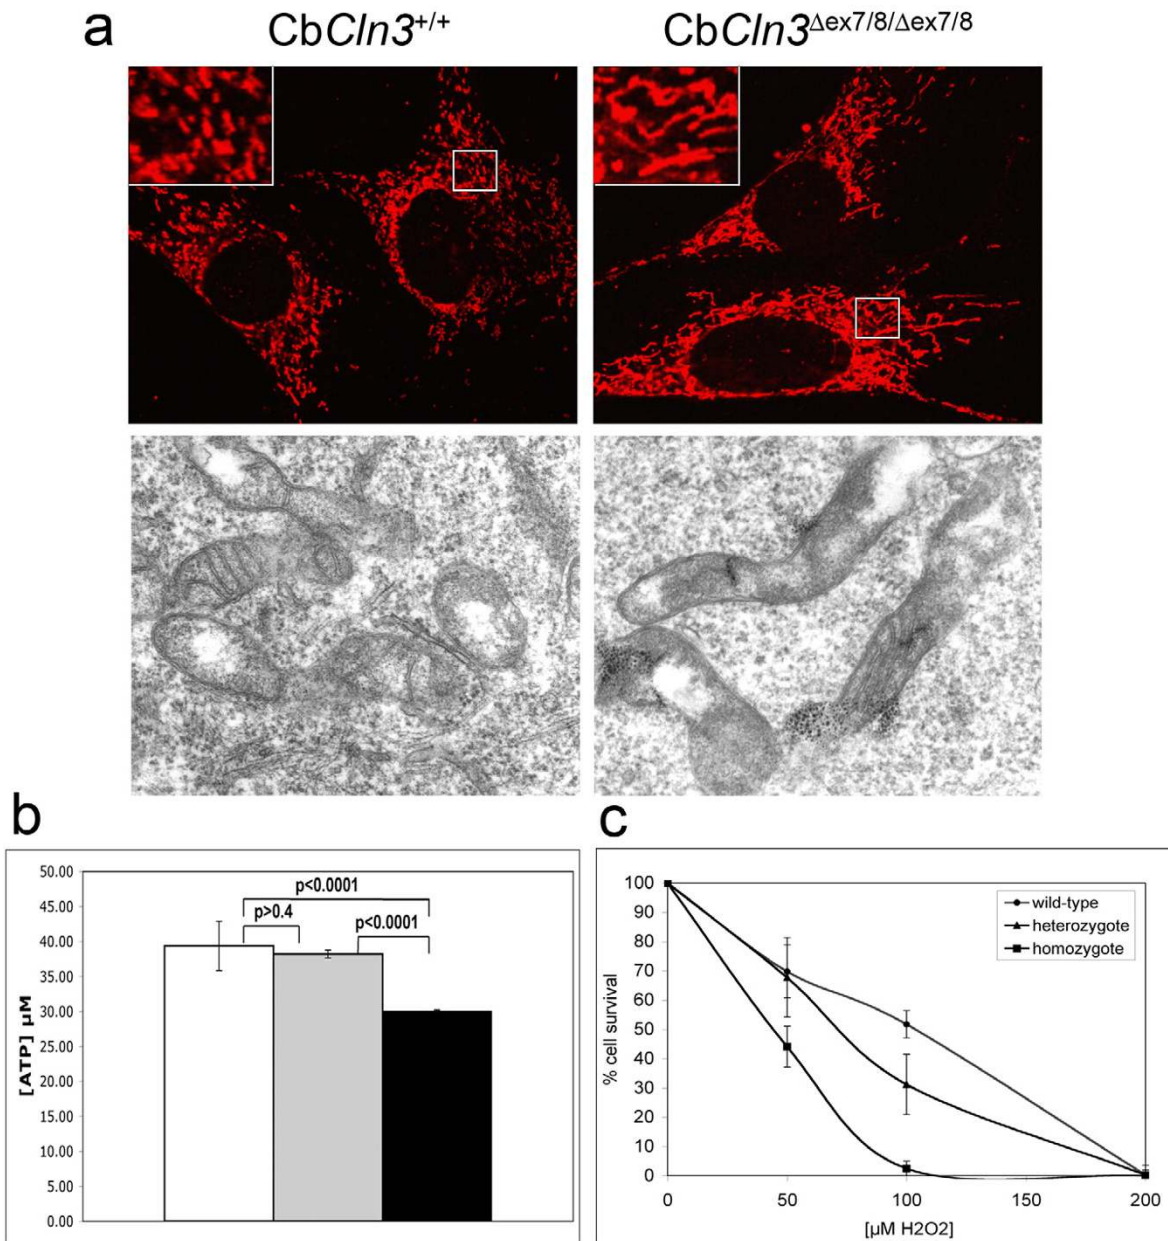 a
CbCln3+/+
CbCln3Δex7/8/Δex7/8
b
50.00
45.00
40.00
35.00
30.00
25.00
20.00
15.00
10.00
5.00
0.00
[ATP] µM
p<0.0001
p>0.4
p<0.0001
c
100
90
80
70
60
50
40
30
20
10
0
% cell survival
wild-type
heterozygote
homozygote
0 50 100 150 200
[µM H2O2]